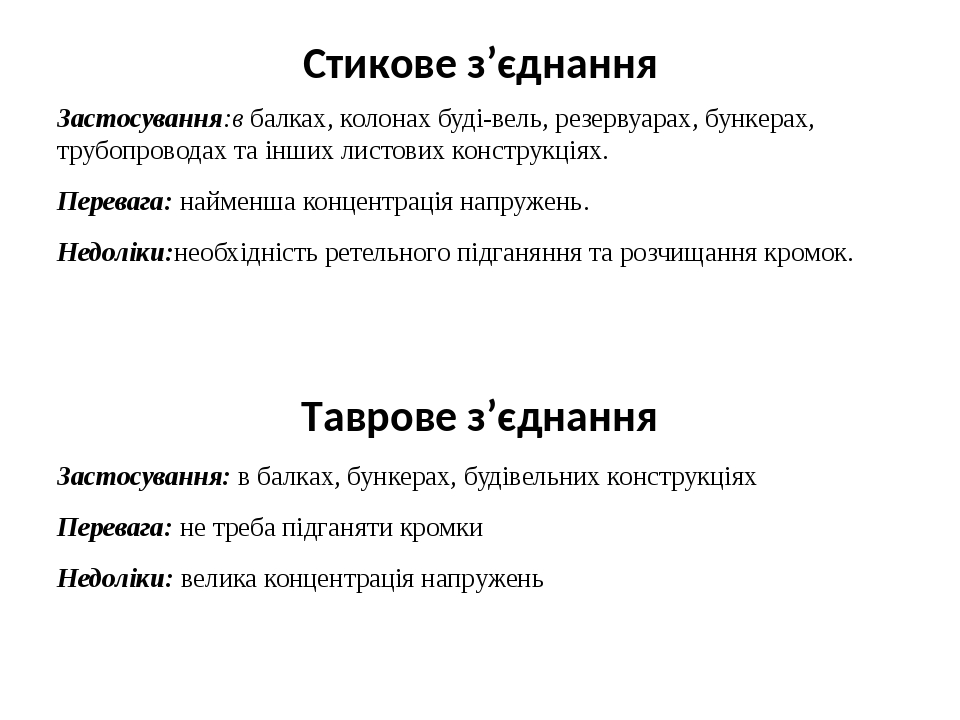 Стикове з’єднання
Застосування:в балках, колонах буді-вель, резервуарах, бункерах,
трубопроводах та інших листових конструкціях.
Перевага: найменша концентрація напружень.
Недоліки:необхідність ретельного підганяння та розчищання кромок.
Таврове з’єднання
Застосування: в балках, бункерах, будівельних конструкціях
Перевага: не треба підганяти кромки
Недоліки: велика концентрація напружень